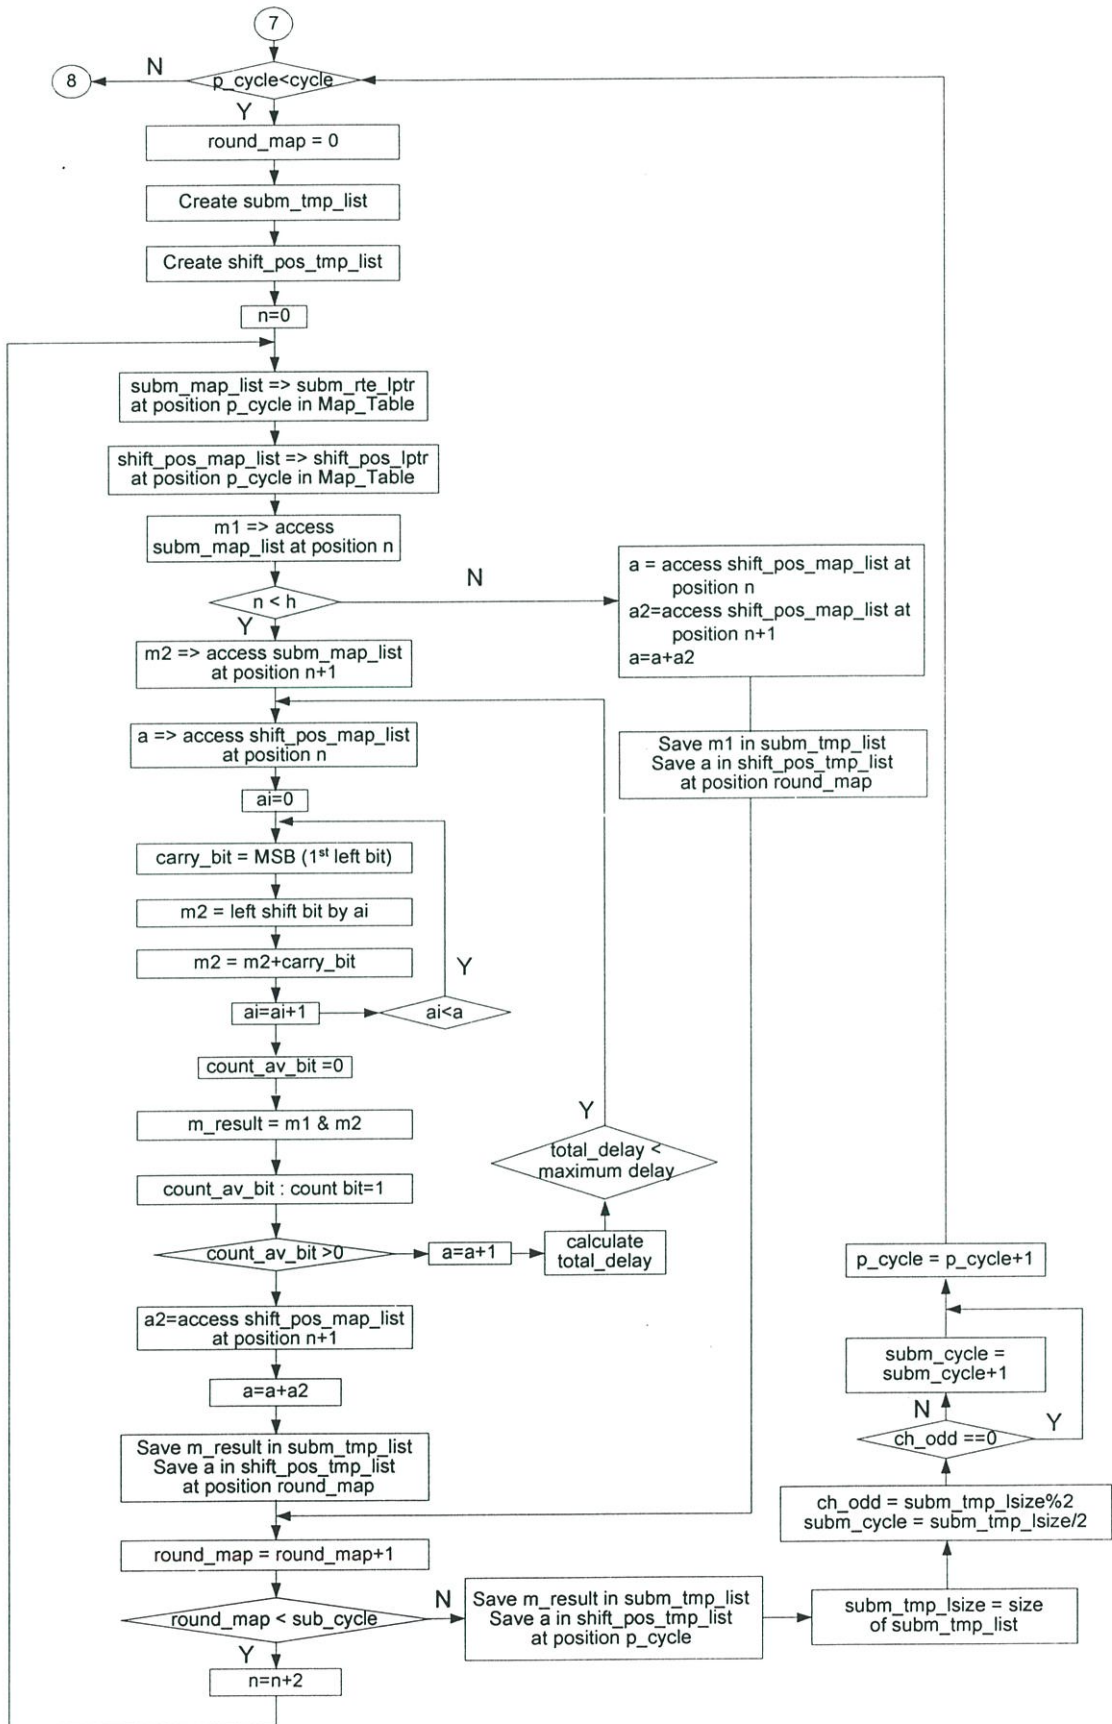 7
8
N
p_cycle<cycle
Y
round_map = 0
Create subm_tmp_list
Create shift_pos_tmp_list
n=0
subm_map_list => subm_rte_lptr
at position p_cycle in Map_Table
shift_pos_map_list => shift_pos_lptr
at position p_cycle in Map_Table
m1 => access
subm_map_list at position n
n < h
N
Y
a = access shift_pos_map_list at
position n
a2=access shift_pos_map_list at
position n+1
a=a+a2
m2 => access subm_map_list
at position n+1
a => access shift_pos_map_list
at position n
Save m1 in subm_tmp_list
Save a in shift_pos_tmp_list
at position round_map
ai=0
carry_bit = MSB (1st left bit)
m2 = left shift bit by ai
m2 = m2+carry_bit
Y
ai=ai+1
ai<a
count_av_bit =0
m_result = m1 & m2
Y
total_delay <
maximum delay
count_av_bit : count bit=1
count_av_bit >0
a=a+1
calculate
total_delay
p_cycle = p_cycle+1
a2=access shift_pos_map_list
at position n+1
subm_cycle =
subm_cycle+1
a=a+a2
N
Y
ch_odd ==0
Save m_result in subm_tmp_list
Save a in shift_pos_tmp_list
at position round_map
ch_odd = subm_tmp_lsize%2
subm_cycle = subm_tmp_lsize/2
round_map = round_map+1
round_map < sub_cycle
N
Save m_result in subm_tmp_list
Save a in shift_pos_tmp_list
at position p_cycle
subm_tmp_lsize = size
of subm_tmp_list
Y
n=n+2